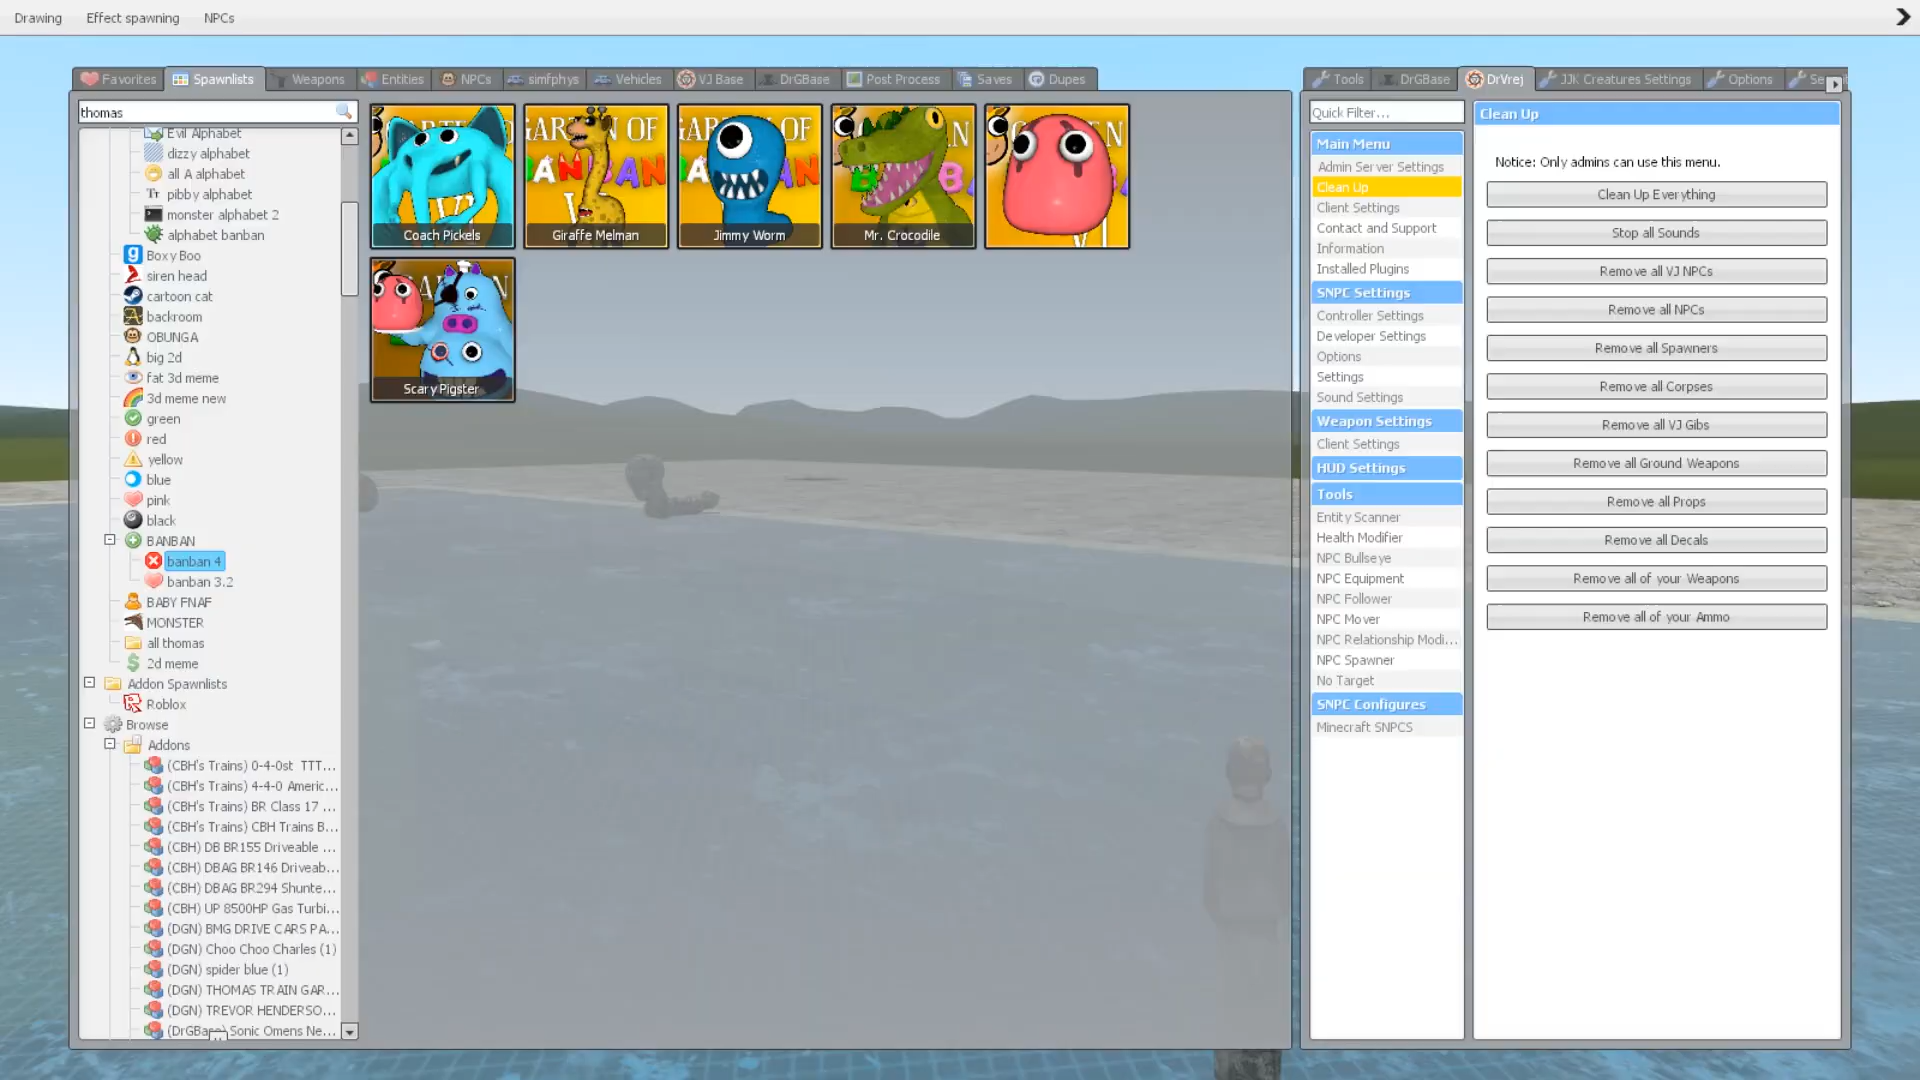 Drawing Effect spawning NPCs
Favorites Spawnlists Weapons Entities NPCs simfphys Vehicles VJ Base DrGBase Post Process Saves Dupes
Tools DrGBase DrVrej JJK Creatures Settings Options
thomas
Evil Alphabet
dizzy alphabet
all A alphabet
pibby alphabet
monster alphabet 2
alphabet banban
Boxy Boo
siren head
cartoon cat
backroom
OBUNGA
big 2d
fat 3d meme
3d meme new
green
red
yellow
blue
pink
black
BANBAN
banban 4
banban 3.2
BABY FNAF
MONSTER
all thomas
2d meme
Addon Spawnlists
Roblox
Browse
Addons
(CBH's Trains) 0-4-0st TTT...
(CBH's Trains) 4-4-0 Americ...
(CBH's Trains) BR Class 17 ...
(CBH's Trains) CBH Trains B...
(CBH) DB BR155 Driveable ...
(CBH) DBAG BR146 Driveab...
(CBH) DBAG BR294 Shunte...
(CBH) UP 8500HP Gas Turbi...
(DGN) BMG DRIVE CARS PA...
(DGN) Choo Choo Charles (1)
(DGN) spider blue (1)
(DGN) THOMAS TRAIN GAR...
(DGN) TREVOR HENDERSO...
(DrGBase) Sonic Omens Ne...
Coach Pickels
Giraffe Melman
Jimmy Worm
Mr. Crocodile
Scary Pigster
Quick Filter...
Main Menu
Admin Server Settings
Clean Up
Client Settings
Contact and Support
Information
Installed Plugins
SNPC Settings
Controller Settings
Developer Settings
Options
Settings
Sound Settings
Weapon Settings
Client Settings
HUD Settings
Tools
Entity Scanner
Health Modifier
NPC Bullseye
NPC Equipment
NPC Follower
NPC Mover
NPC Relationship Modi...
NPC Spawner
No Target
SNPC Configures
Minecraft SNPCS
Clean Up
Notice: Only admins can use this menu.
Clean Up Everything
Stop all Sounds
Remove all VJ NPCs
Remove all NPCs
Remove all Spawners
Remove all Corpses
Remove all VJ Gibs
Remove all Ground Weapons
Remove all Props
Remove all Decals
Remove all of your Weapons
Remove all of your Ammo